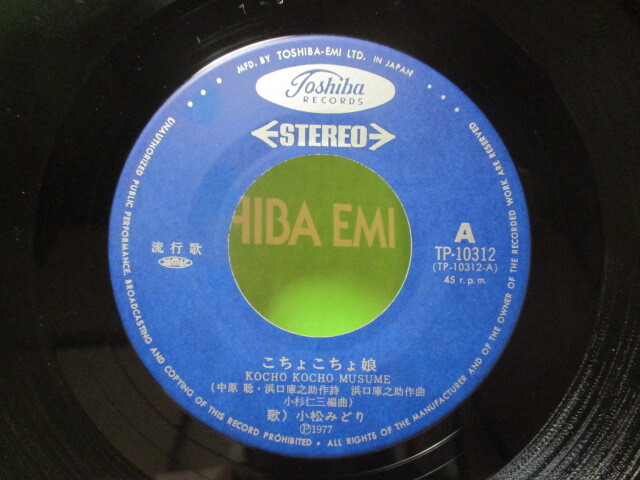 MFD. BY TOSHIBA-EMI LTD. IN JAPAN
Toshiba
RECORDS
STEREO
HIBA EMI
流行歌
A
TP-10312
(TP-10312-A)
45 r.p.m.
こちょこちょ娘
KOCHO KOCHO MUSUME
(中原 聡・浜口庫之助作詩 浜口庫之助作曲
小杉仁三編曲)
歌)小松みどり
Ⓟ1977
UNAUTHORIZED PUBLIC PERFORMANCE, BROADCASTING AND COPYING OF THIS RECORD PROHIBITED • ALL RIGHTS OF THE MANUFACTURER AND OF THE OWNER OF THE RECORDED WORK ARE RESERVED